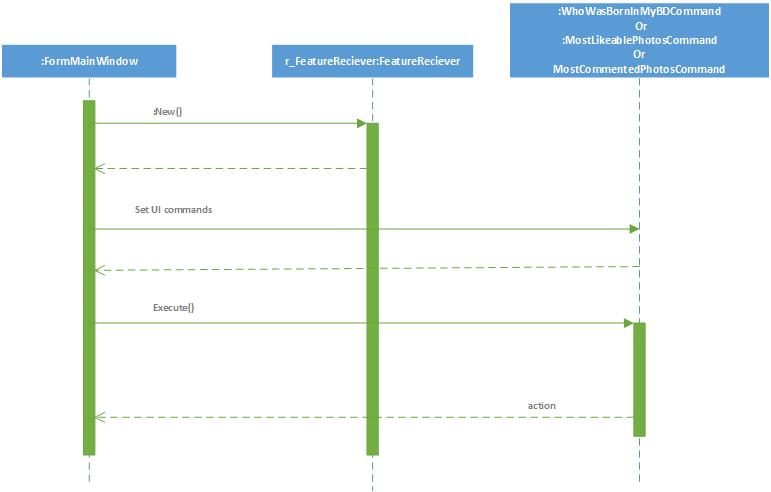 :WhoWasBornInMyBDCommand
Or
:MostLikeablePhotosCommand
Or
MostCommentedPhotosCommand
:FormMainWindow
r_FeatureReciever:FeatureReciever
:New()
Set UI commands
Execute()
action